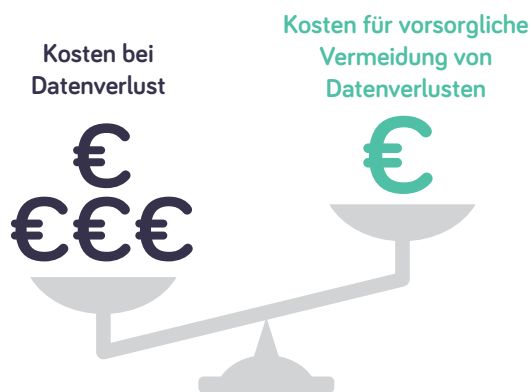 Kosten bei
Datenverlust
Kosten für vorsorgliche
Vermeidung von
Datenverlusten
€
€€€
€